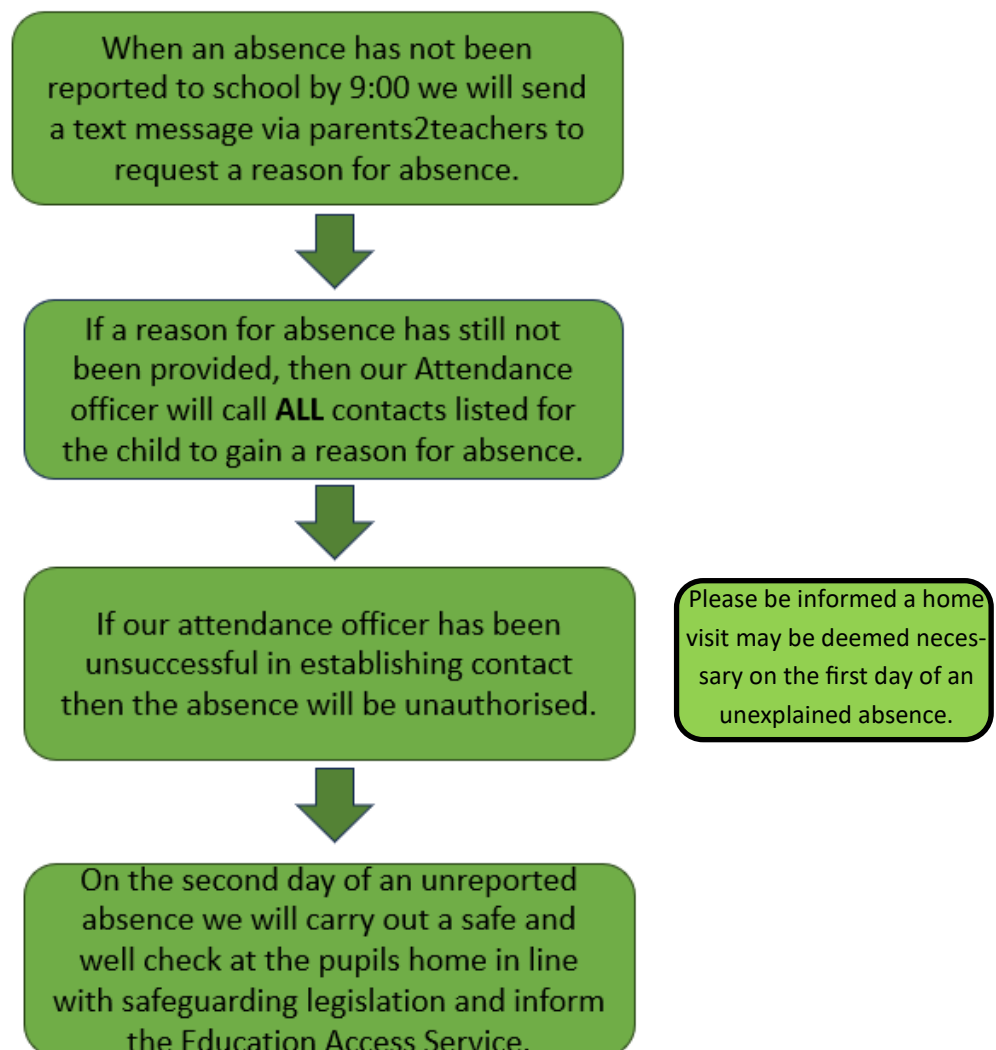 When an absence has not been
reported to school by 9:00 we will send
a text message via parents2teachers to
request a reason for absence.
If a reason for absence has still not
been provided, then our Attendance
officer will call ALL contacts listed for
the child to gain a reason for absence.
If our attendance officer has been
unsuccessful in establishing contact
then the absence will be unauthorised.
Please be informed a home
visit may be deemed neces-
sary on the first day of an
unexplained absence.
On the second day of an unreported
absence we will carry out a safe and
well check at the pupils home in line
with safeguarding legislation and inform
the Education Access Service.